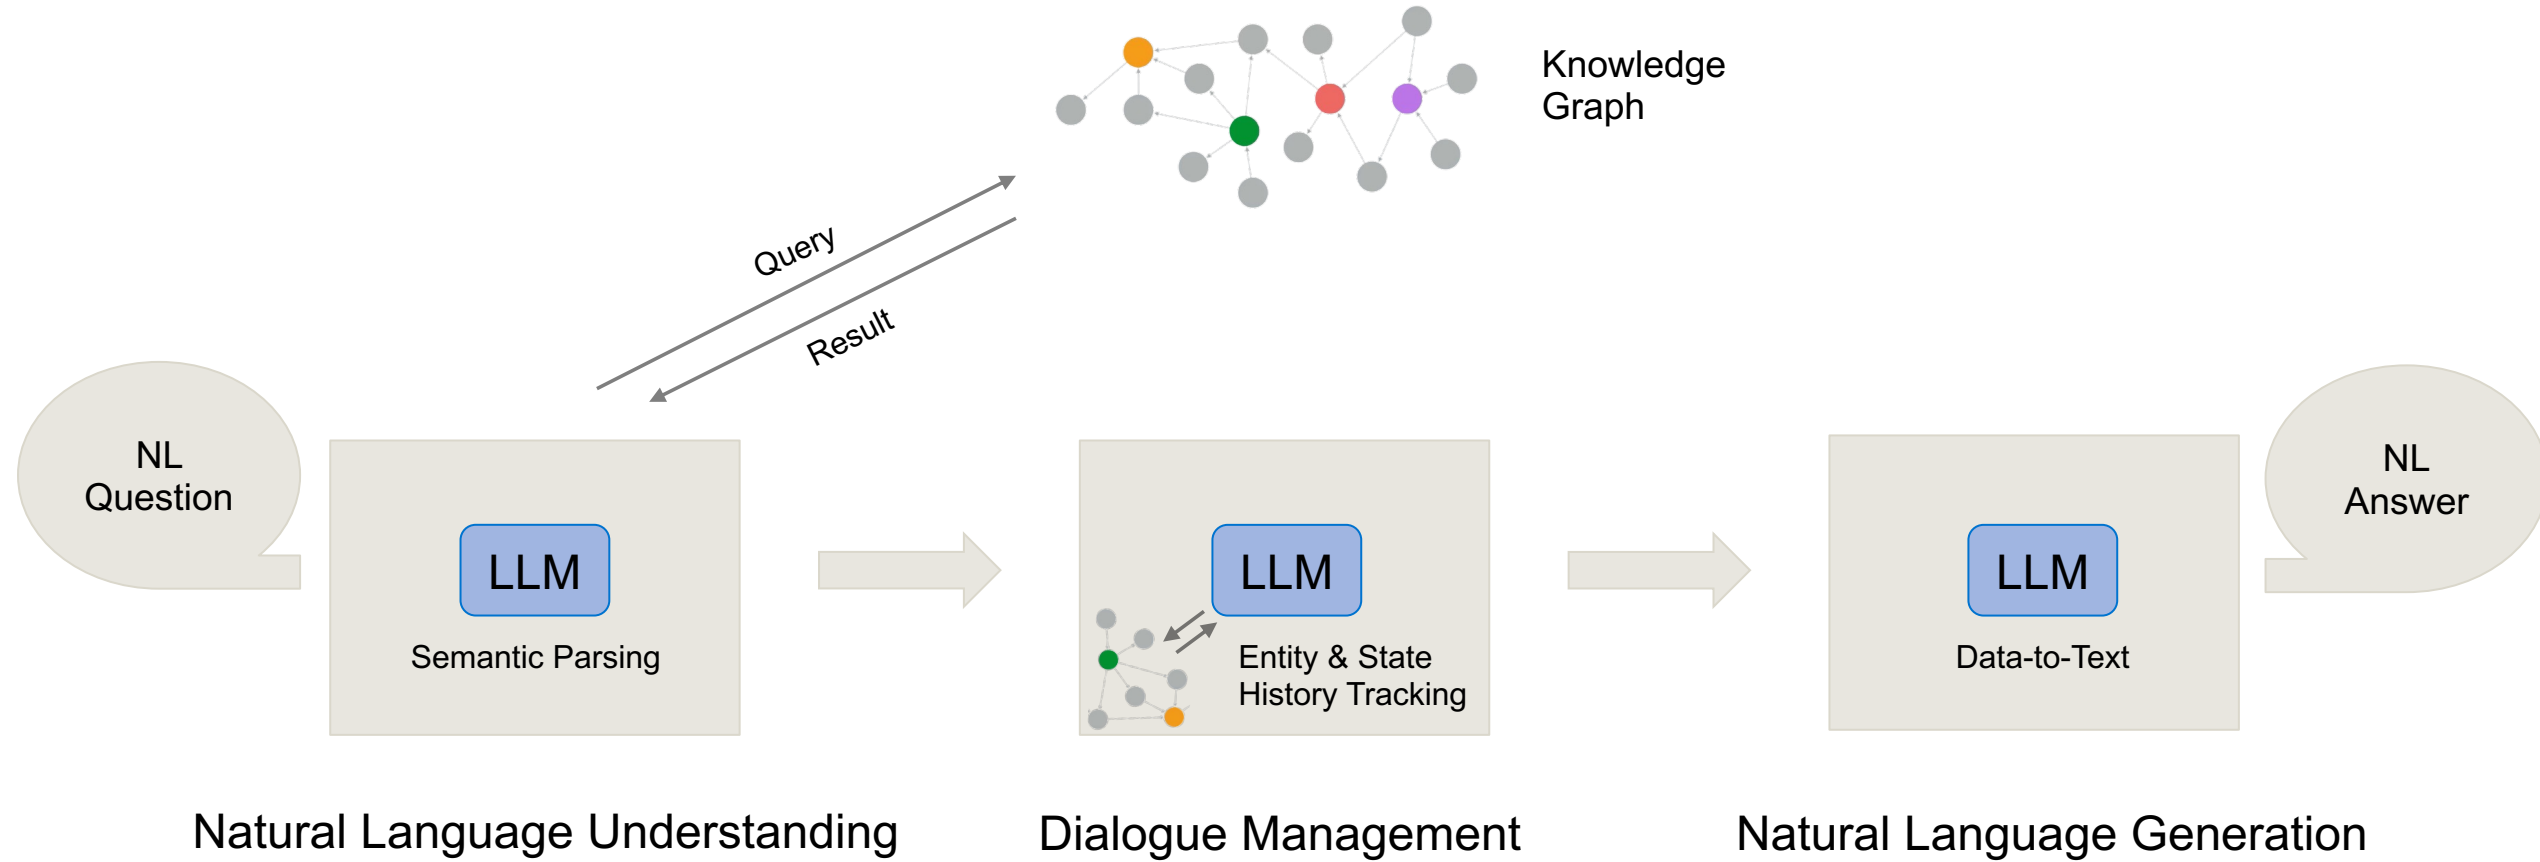 Knowledge
Graph
Query
Result
NL
Question
LLM
Semantic Parsing
LLM
Entity & State
History Tracking
LLM
Data-to-Text
NL
Answer
Natural Language Understanding
Dialogue Management
Natural Language Generation